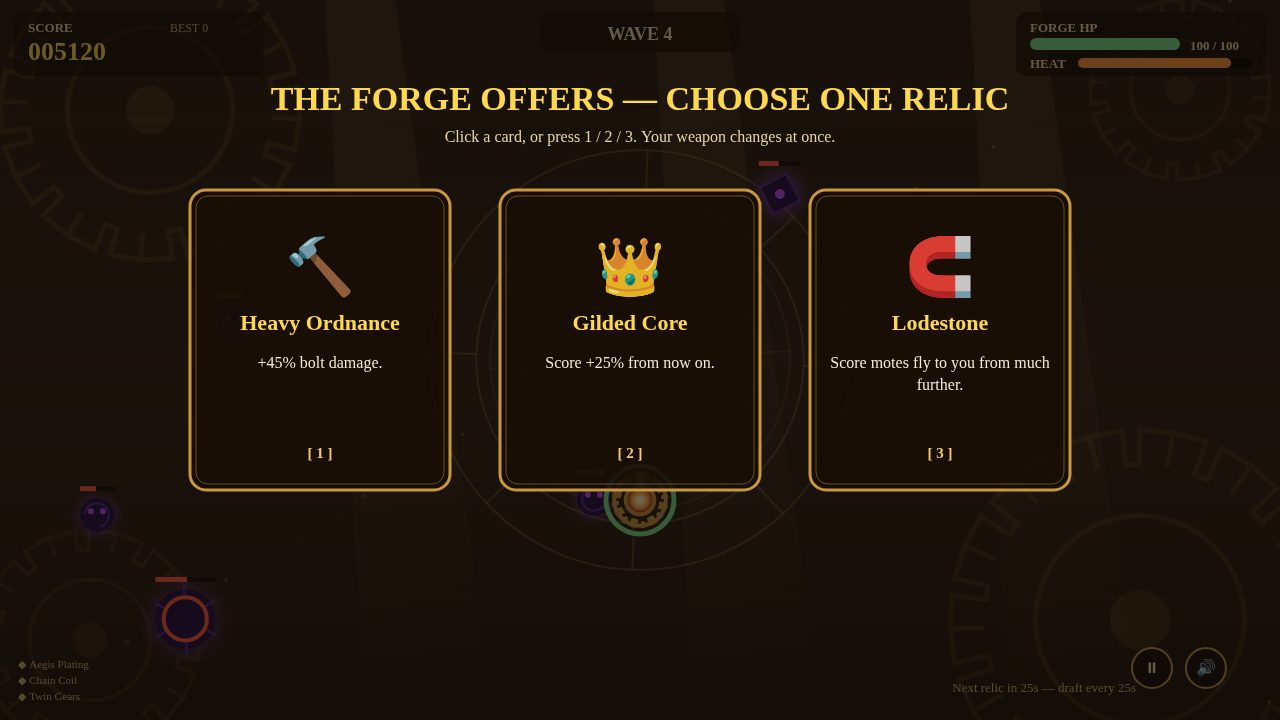 SCORE
BEST 0
005120
WAVE 4
FORGE HP
100 / 100
HEAT
THE FORGE OFFERS — CHOOSE ONE RELIC
Click a card, or press 1 / 2 / 3. Your weapon changes at once.
Heavy Ordnance
+45% bolt damage.
[ 1 ]
Gilded Core
Score +25% from now on.
[ 2 ]
Lodestone
Score motes fly to you from much
further.
[ 3 ]
◆ Aegis Plating
◆ Chain Coil
◆ Twin Gears
Next relic in 25s — draft every 25s